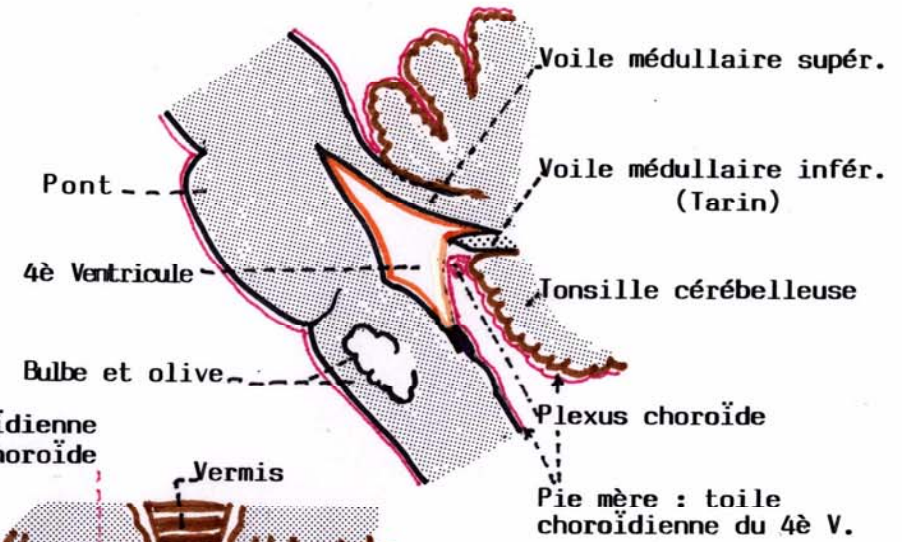 Voile médullaire supér.
Voile médullaire infér.
(Tarin)
Pont
4è Ventricule
Tonsille cérébelleuse
Bulbe et olive
Plexus choroïde
ïdienne
horoïde
Vermis
Pie mère : toile
choroïdienne du 4è V.